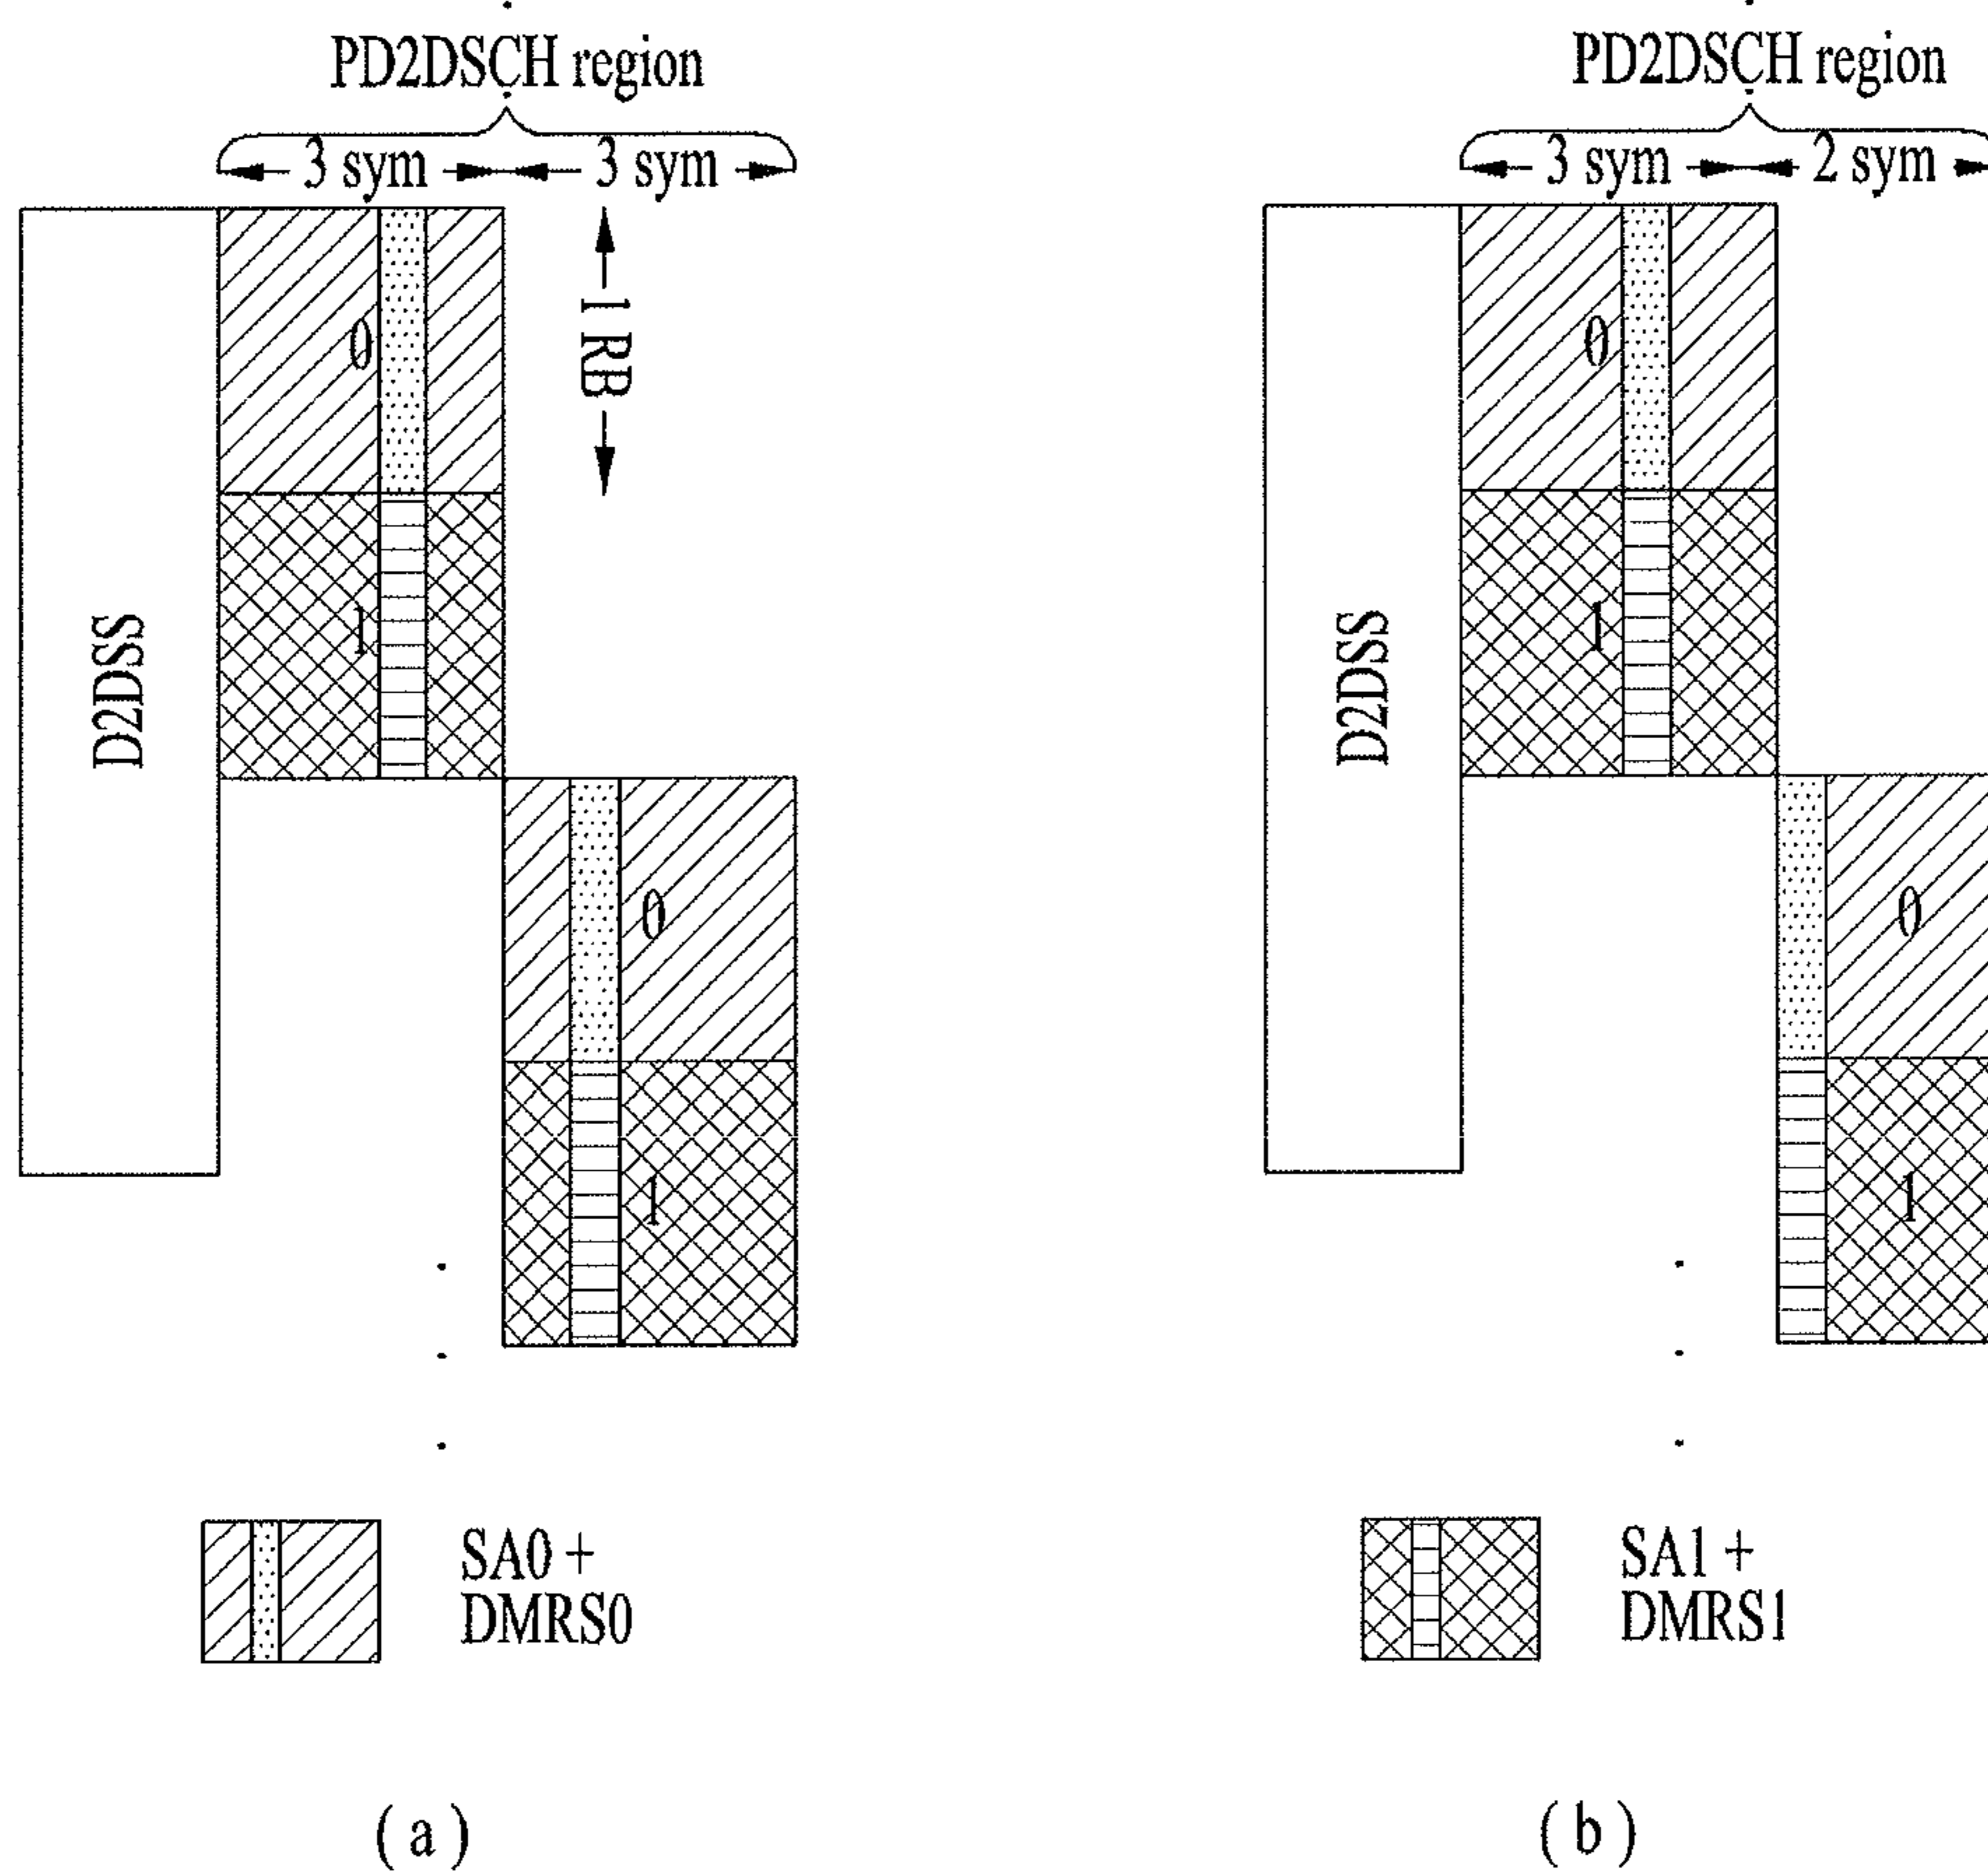 PD2DSCH region
3 sym
3 sym
1 RB
D2DSS
0
1
0
1
SA0 +
DMRS0
( a )
PD2DSCH region
3 sym
2 sym
D2DSS
0
1
0
1
SA1 +
DMRS1
( b )